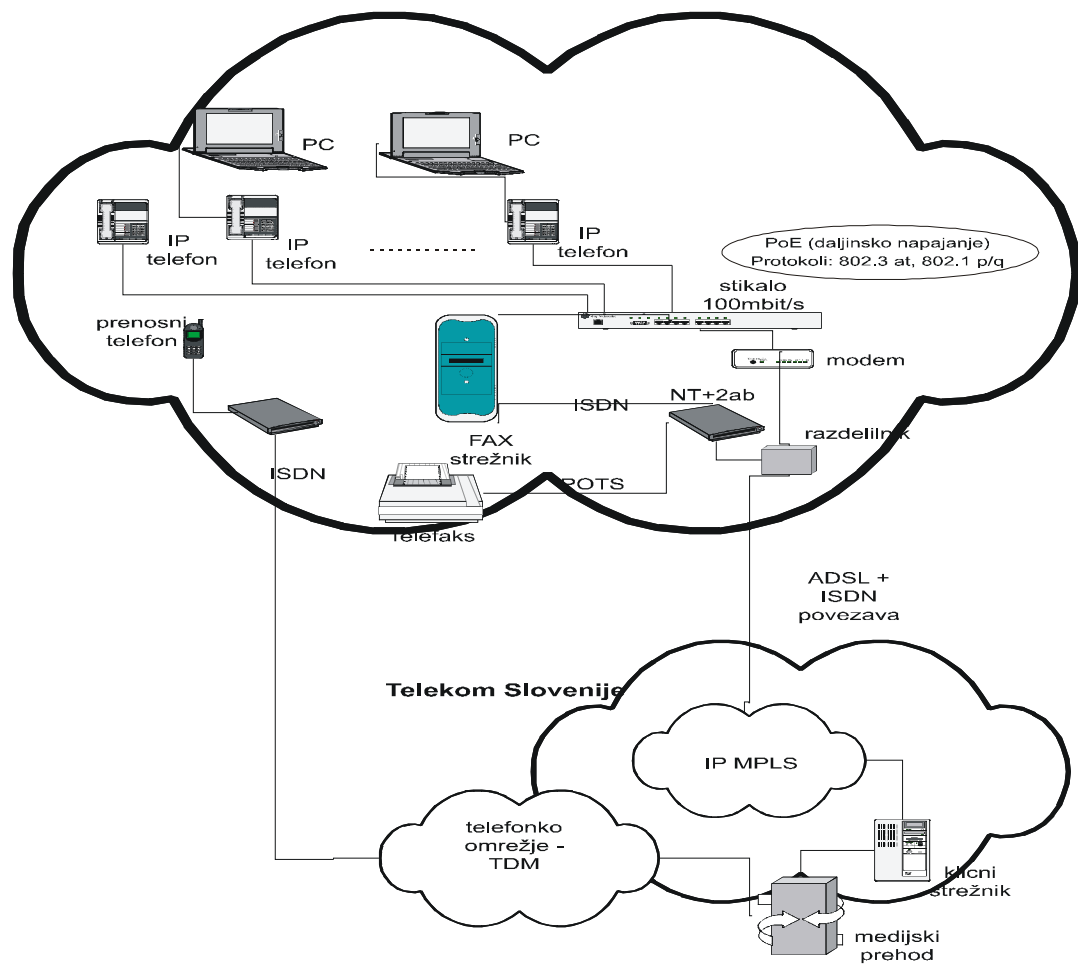 PC
PC
IP
telefon
IP
telefon
IP
telefon
PoE (daljinsko napajanje)
Protokoli: 802.3 at, 802.1 p/q
stikalo
100mbit/s
prenosni
telefon
modem
ISDN
NT+2ab
razdelilnik
FAX
strežnik
ISDN
POTS
Telefaks
ADSL +
ISDN
povezava
Telekom Slovenije
IP MPLS
telefonko
omrežje -
TDM
klicni
strežnik
medijski
prehod